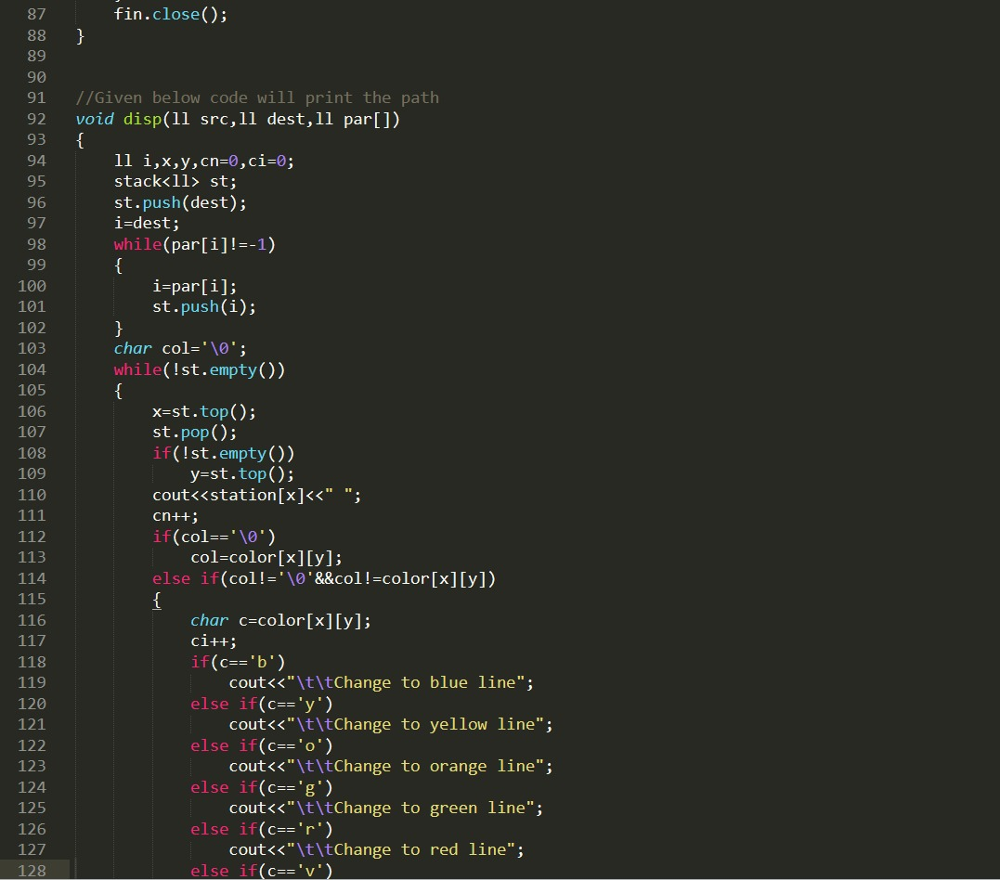 87 fin.close();
88 }
89
90
91 //Given below code will print the path
92 void disp(ll src,ll dest,ll par[])
93 {
94 ll i,x,y,cn=0,ci=0;
95 stack<ll> st;
96 st.push(dest);
97 i=dest;
98 while(par[i]!=-1)
99 {
100 i=par[i];
101 st.push(i);
102 }
103 char col='\0';
104 while(!st.empty())
105 {
106 x=st.top();
107 st.pop();
108 if(!st.empty())
109 y=st.top();
110 cout<<station[x]<<" ";
111 cn++;
112 if(col=='\0')
113 col=color[x][y];
114 else if(col!='\0'&&col!=color[x][y])
115 {
116 char c=color[x][y];
117 ci++;
118 if(c=='b')
119 cout<<"\t\tChange to blue line";
120 else if(c=='y')
121 cout<<"\t\tChange to yellow line";
122 else if(c=='o')
123 cout<<"\t\tChange to orange line";
124 else if(c=='g')
125 cout<<"\t\tChange to green line";
126 else if(c=='r')
127 cout<<"\t\tChange to red line";
128 else if(c=='v')